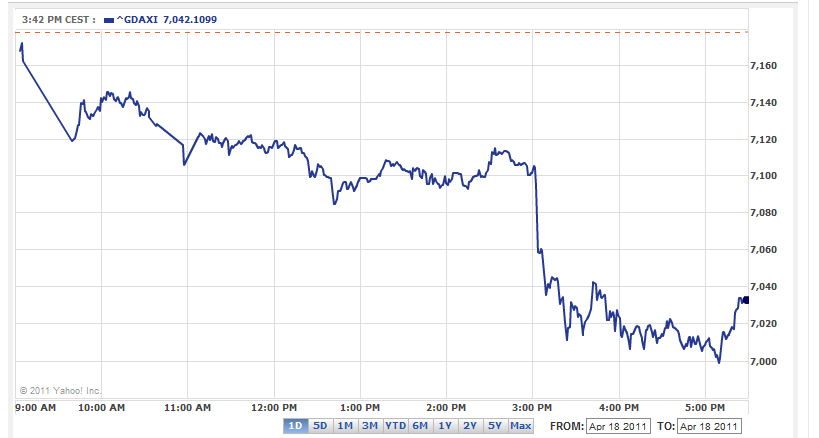 3:42 PM CEST : ^GDAXI 7,042.1099
7,160
7,140
7,120
7,100
7,080
7,060
7,040
7,020
7,000
© 2011 Yahoo! Inc.
9:00 AM 10:00 AM 11:00 AM 12:00 PM 1:00 PM 2:00 PM 3:00 PM 4:00 PM 5:00 PM
1D 5D 1M 3M YTD 6M 1Y 2Y 5Y Max FROM: Apr 18 2011 TO: Apr 18 2011